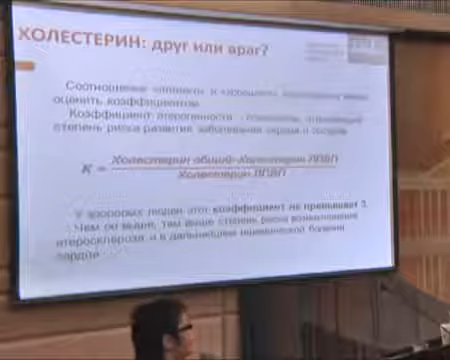 ХОЛЕСТЕРИН: друг или враг?
Соотношение «плохого» и «хорошего»
оценить коэффициентом
Коэффициент атерогенности -
степень риска развития заболеваний сердца и сосудов
К = Холестерин общий-Холестерин ЛПВП
Холестерин ЛПВП
У здоровых людей этот коэффициент не превышает 3.
Чем он выше, тем выше степень риска возникновения
атеросклероза, и в дальнейшем ишемической болезни
сердца